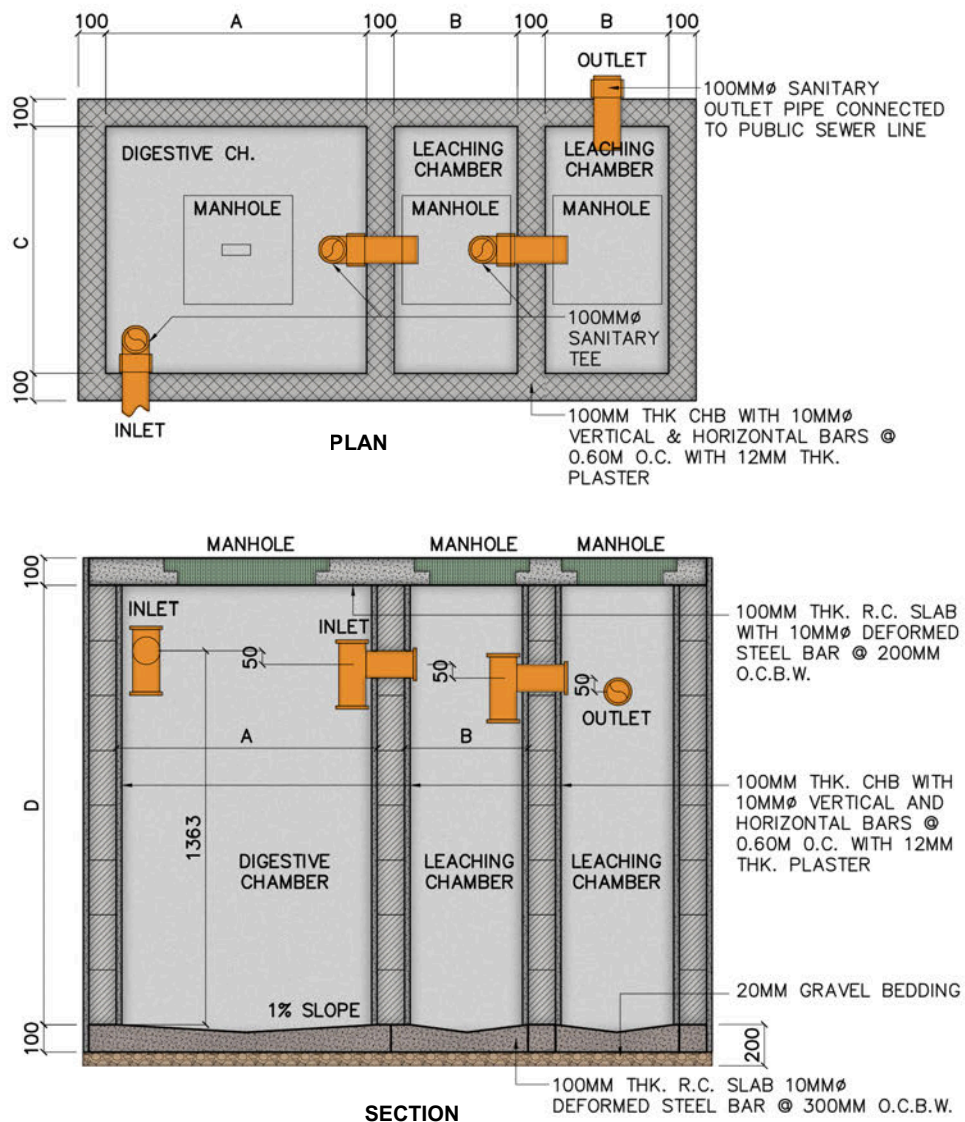 100 A 100 B 100 B 100
OUTLET
100MMø SANITARY
OUTLET PIPE CONNECTED
TO PUBLIC SEWER LINE
100
DIGESTIVE CH.
LEACHING
CHAMBER
LEACHING
CHAMBER
MANHOLE
MANHOLE
MANHOLE
C
100MMø
SANITARY
TEE
100
INLET
PLAN
100MM THK CHB WITH 10MMø
VERTICAL & HORIZONTAL BARS @
0.60M O.C. WITH 12MM THK.
PLASTER
MANHOLE
MANHOLE
MANHOLE
100
INLET
INLET
100MM THK. R.C. SLAB
WITH 10MMø DEFORMED
STEEL BAR @ 200MM
O.C.B.W.
50
50
50
OUTLET
A
B
D
1363
100MM THK. CHB WITH
10MMø VERTICAL AND
HORIZONTAL BARS @
0.60M O.C. WITH 12MM
THK. PLASTER
DIGESTIVE
CHAMBER
LEACHING
CHAMBER
LEACHING
CHAMBER
1% SLOPE
20MM GRAVEL BEDDING
100
200
100MM THK. R.C. SLAB 10MMø
DEFORMED STEEL BAR @ 300MM O.C.B.W.
SECTION